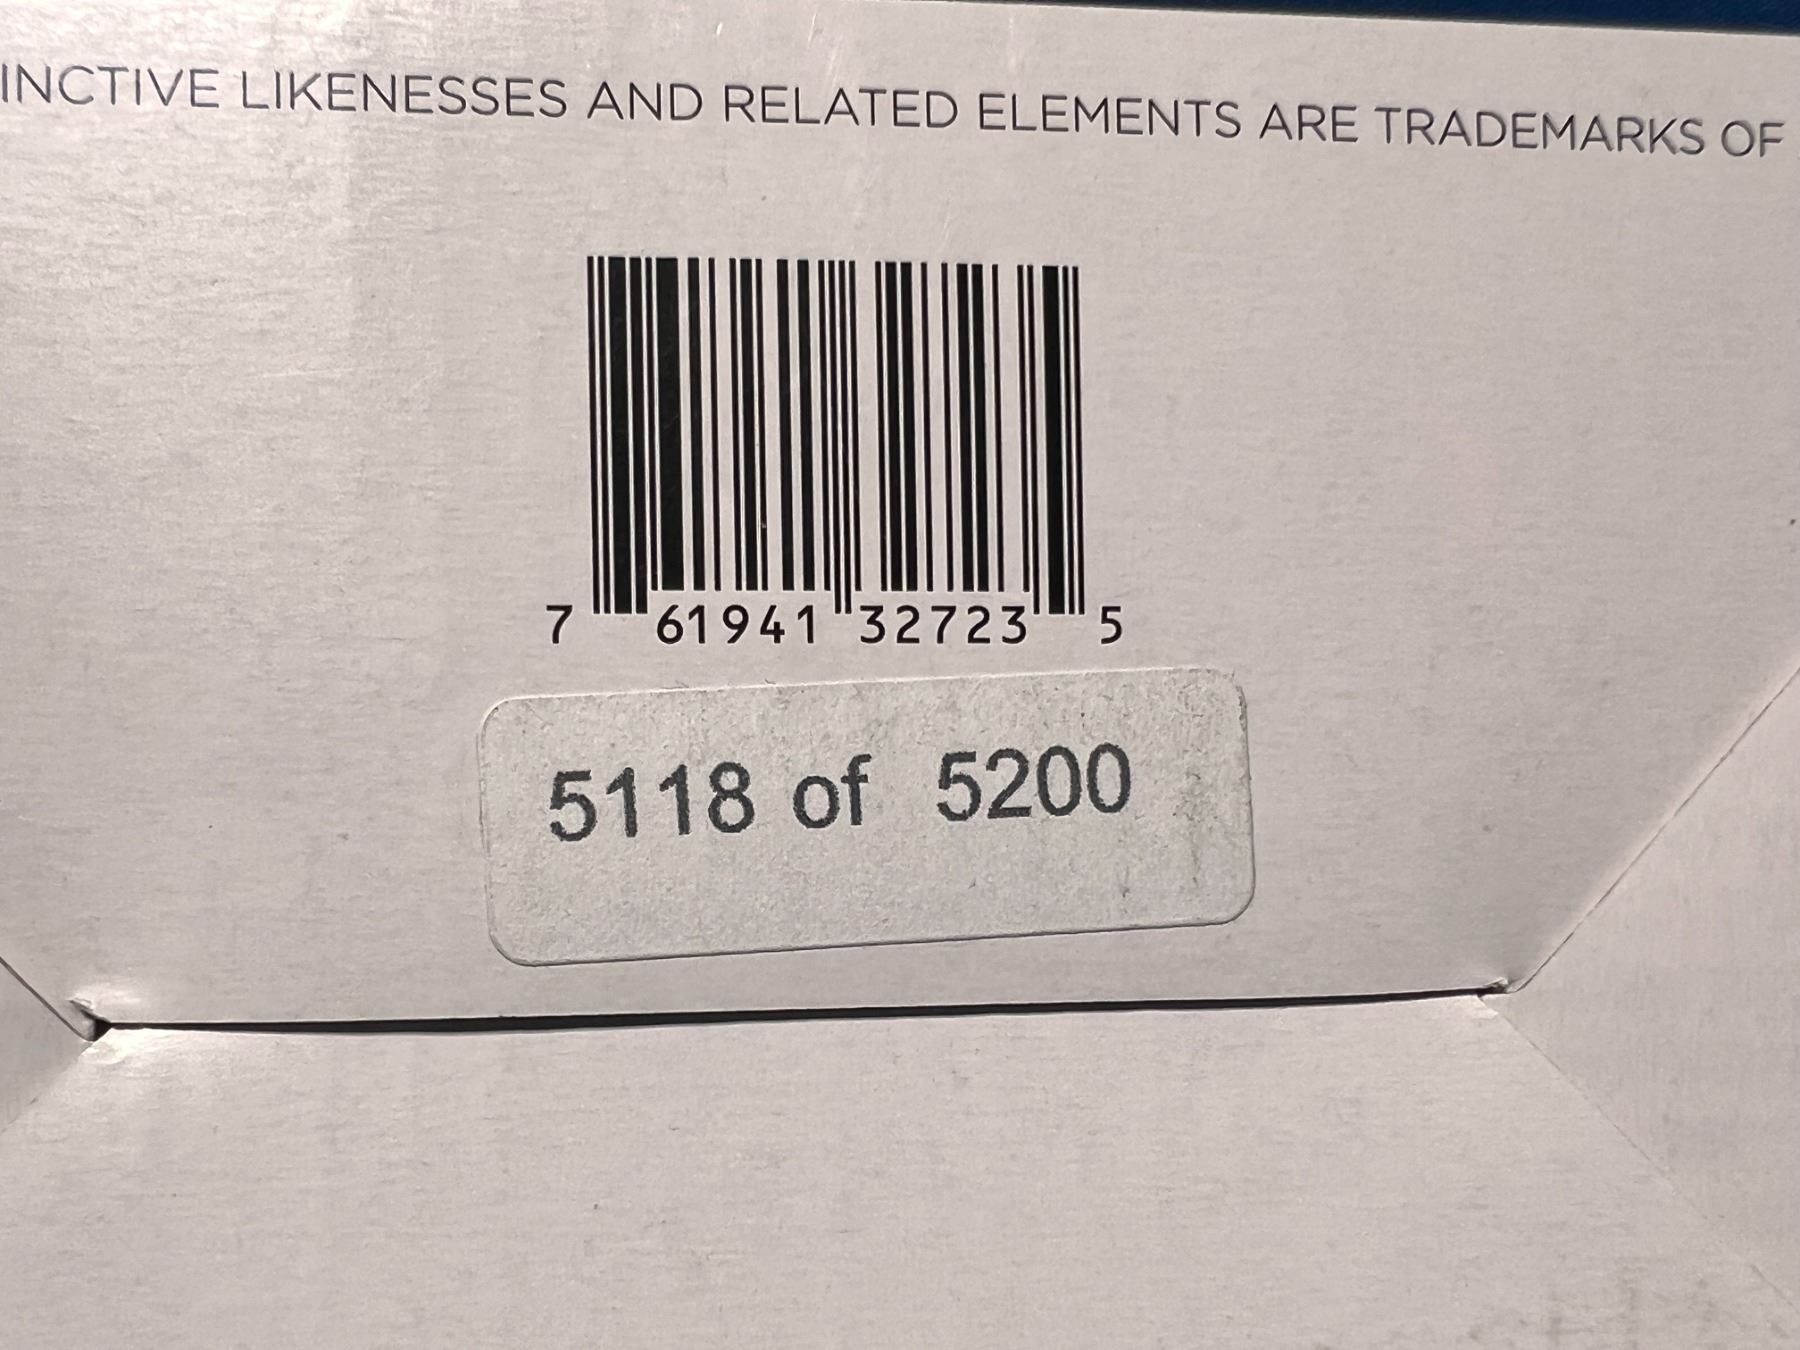 INCTIVE LIKENESSES AND RELATED ELEMENTS ARE TRADEMARKS OF
7 61941 32723 5
5118 of 5200